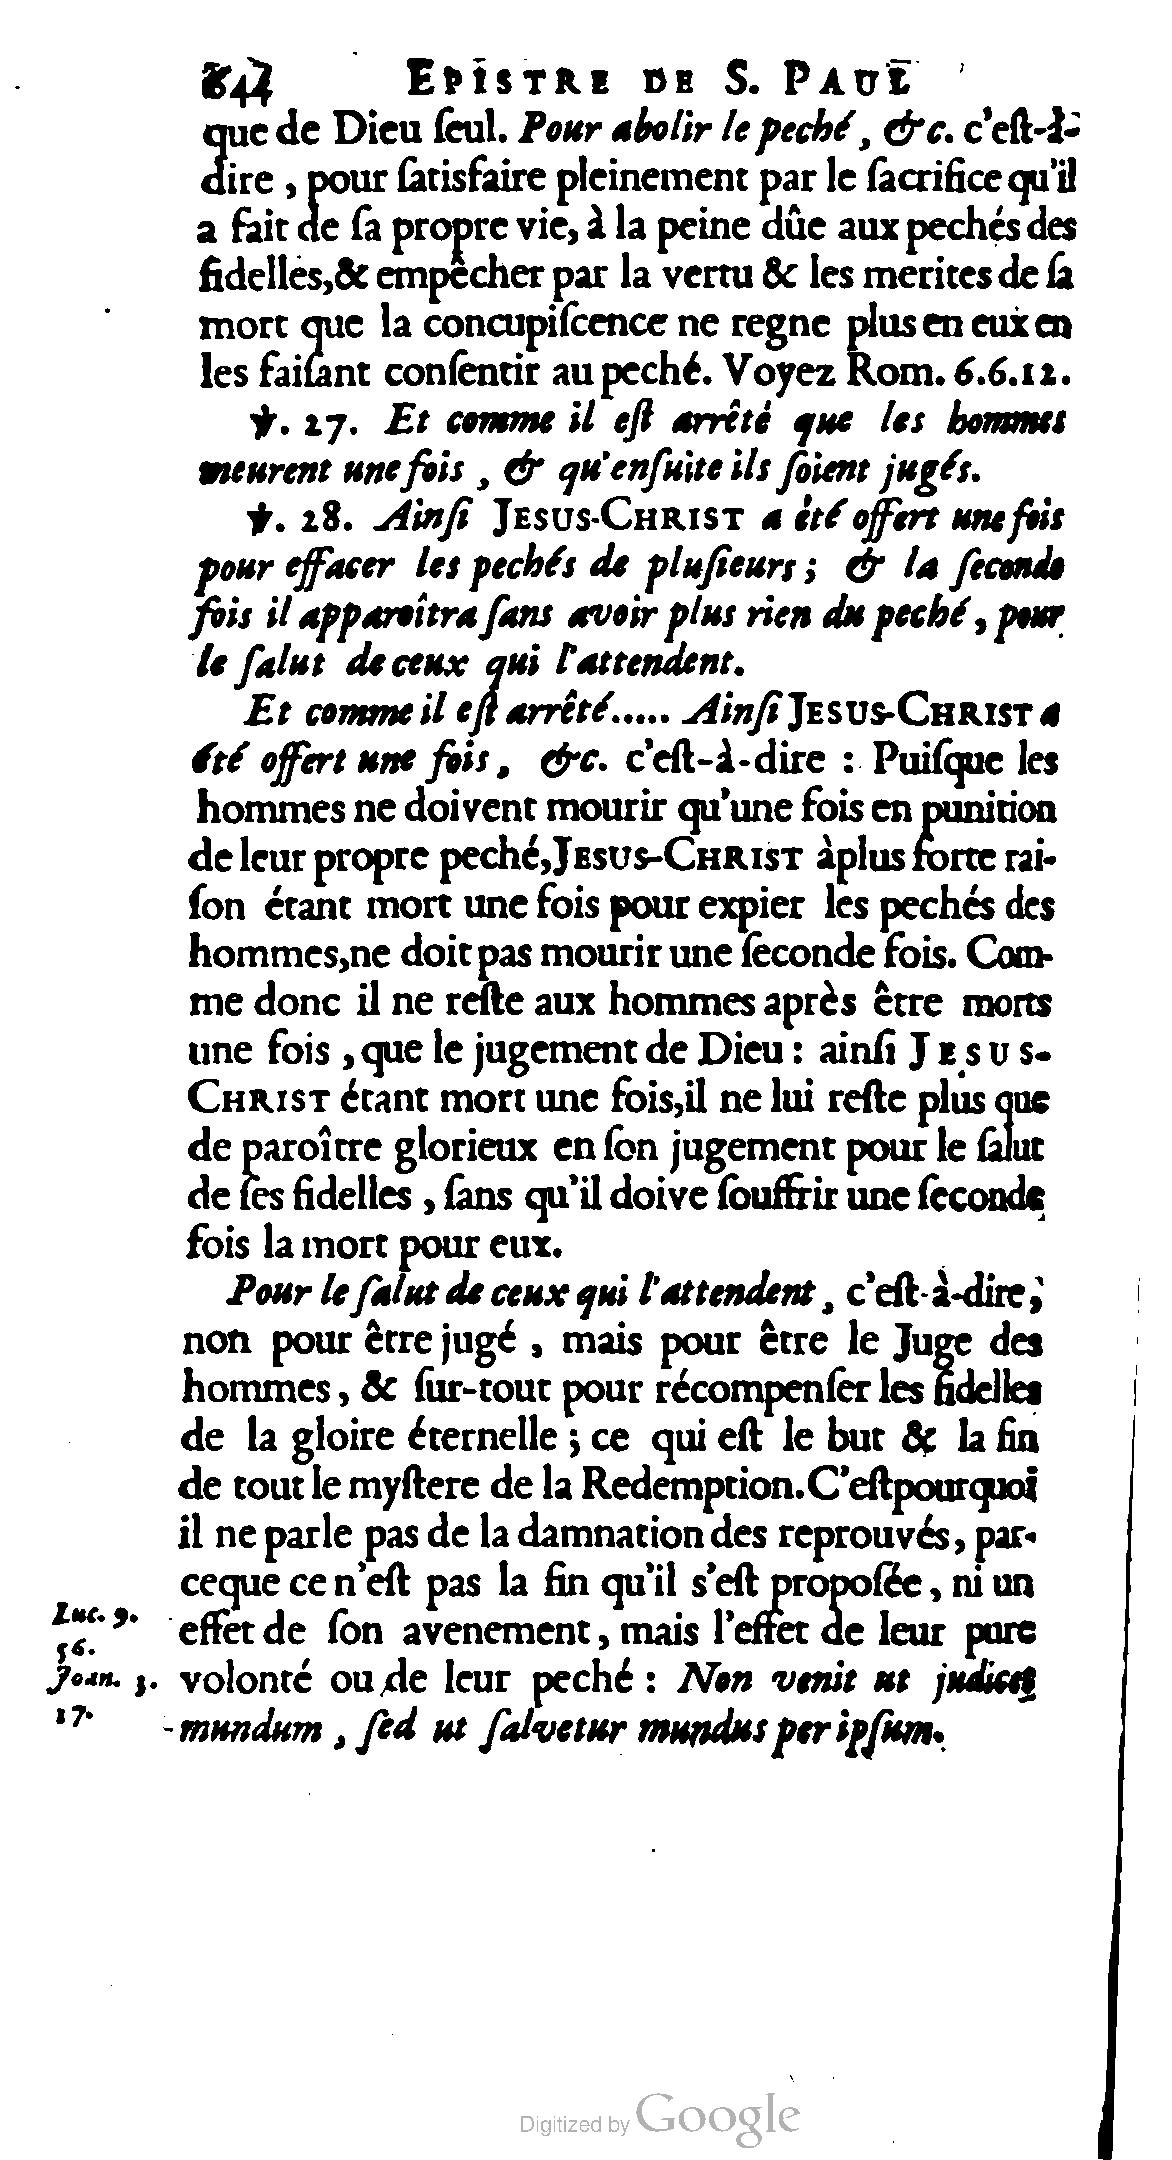 644 EPISTRE DE S. PAUL
que de Dieu ſeul. Pour abolir le peché, &c. c'eſt-à-
dire, pour ſatisfaire pleinement par le ſacrifice qu'il
a fait de ſa propre vie, à la peine dûe aux pechés des
fidelles, & empêcher par la vertu & les merites de ſa
mort que la concupiſcence ne regne plus en eux en
les faiſant conſentir au peché. Voyez Rom. 6.6.12.
℣. 27. Et comme il eſt arrêté que les hommes
meurent une fois, & qu'enſuite ils ſoient jugés.
℣. 28. Ainſi JESUS-CHRIST a été offert une fois
pour effacer les pechés de pluſieurs; & la ſeconde
fois il apparoîtra ſans avoir plus rien du peché, pour
le ſalut de ceux qui l'attendent.
Et comme il eſt arrêté..... Ainſi JESUS-CHRIST a
été offert une fois, &c. c'eſt-à-dire : Puiſque les
hommes ne doivent mourir qu'une fois en punition
de leur propre peché, JESUS-CHRIST à plus forte rai-
ſon étant mort une fois pour expier les pechés des
hommes, ne doit pas mourir une ſeconde fois. Com-
me donc il ne reſte aux hommes après être morts
une fois, que le jugement de Dieu : ainſi JESUS-
CHRIST étant mort une fois, il ne lui reſte plus que
de paroître glorieux en ſon jugement pour le ſalut
de ſes fidelles, ſans qu'il doive ſouffrir une ſeconde
fois la mort pour eux.
Pour le ſalut de ceux qui l'attendent, c'eſt-à-dire,
non pour être jugé, mais pour être le Juge des
hommes, & ſur-tout pour récompenſer les fidelles
de la gloire éternelle ; ce qui eſt le but & la fin
de tout le myſtere de la Redemption. C'eſtpourquoi
il ne parle pas de la damnation des reprouvés, par-
ceque ce n'eſt pas la fin qu'il s'eſt propoſée, ni un
effet de ſon avenement, mais l'effet de leur pure
volonté ou de leur peché : Non venit ut judicet
mundum, ſed ut ſalvetur mundus per ipſum.
Luc. 9.
56.
Joan. 3.
17.
Digitized by Google